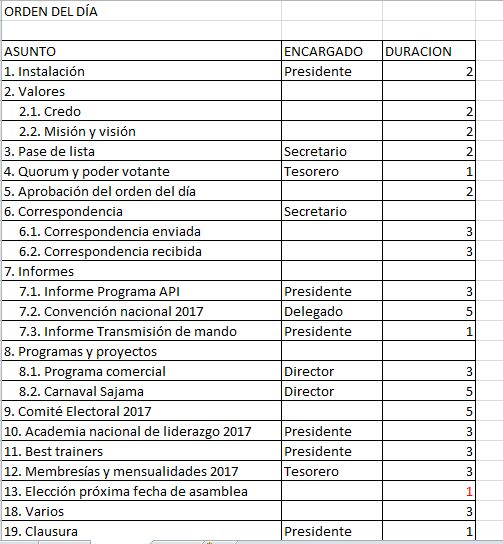 ORDEN DEL DÍA
ASUNTO ENCARGADO DURACION
1. Instalación Presidente 2
2. Valores
2.1. Credo 2
2.2. Misión y visión 2
3. Pase de lista Secretario 2
4. Quorum y poder votante Tesorero 1
5. Aprobación del orden del día 2
6. Correspondencia Secretario
6.1. Correspondencia enviada 3
6.2. Correspondencia recibida 3
7. Informes
7.1. Informe Programa API Presidente 3
7.2. Convención nacional 2017 Delegado 5
7.3. Informe Transmisión de mando Presidente 1
8. Programas y proyectos
8.1. Programa comercial Director 3
8.2. Carnaval Sajama Director 5
9. Comité Electoral 2017 5
10. Academia nacional de liderazgo 2017 Presidente 3
11. Best trainers Presidente 3
12. Membresías y mensualidades 2017 Tesorero 3
13. Elección próxima fecha de asamblea 1
18. Varios 3
19. Clausura Presidente 1